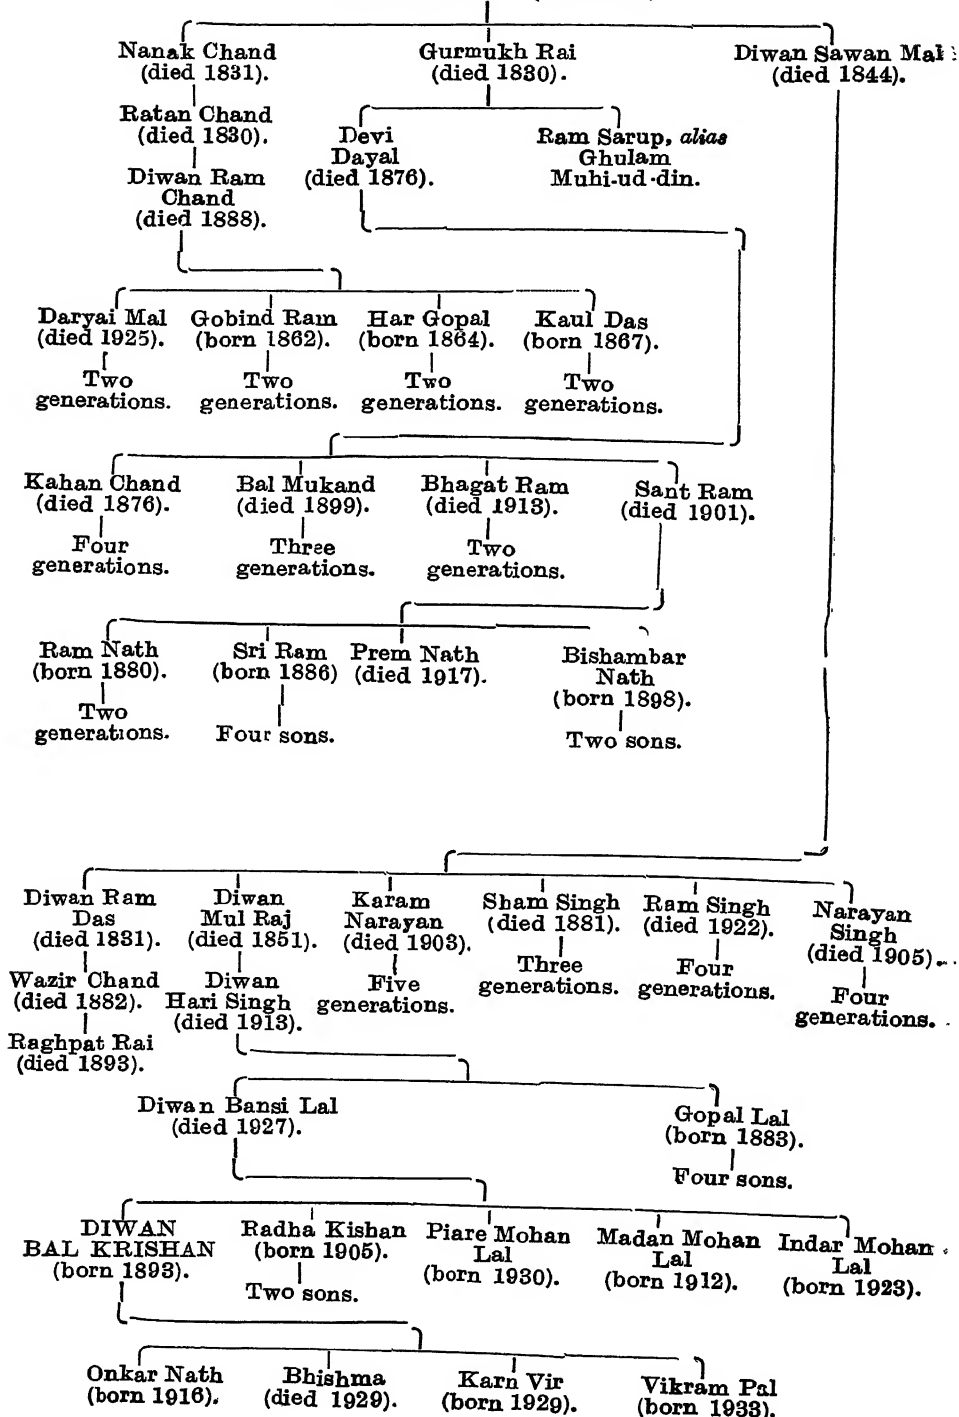 Nanak Chand
(died 1831).
Gurmukh Rai
(died 1830).
Diwan Sawan Mal
(died 1844).
Ratan Chand
(died 1830).
Devi
Dayal
(died 1876).
Ram Sarup, alias
Ghulam
Muhi-ud-din.
Diwan Ram
Chand
(died 1888).
Daryai Mal
(died 1925).
Gobind Ram
(born 1862).
Har Gopal
(born 1864).
Kaul Das
(born 1867).
Two
generations.
Two
generations.
Two
generations.
Two
generations.
Kahan Chand
(died 1876).
Bal Mukand
(died 1899).
Bhagat Ram
(died 1913).
Sant Ram
(died 1901).
Four
generations.
Three
generations.
Two
generations.
Ram Nath
(born 1880).
Sri Ram
(born 1886)
Prem Nath
(died 1917).
Bishambar
Nath
(born 1898).
Two
generations.
Four sons.
Two sons.
Diwan Ram
Das
(died 1831).
Diwan
Mul Raj
(died 1851).
Karam
Narayan
(died 1903).
Sham Singh
(died 1881).
Ram Singh
(died 1922).
Narayan
Singh
(died 1905).
Wazir Chand
(died 1882).
Diwan
Hari Singh
(died 1913).
Five
generations.
Three
generations.
Four
generations.
Four
generations.
Raghpat Rai
(died 1893).
Diwan Bansi Lal
(died 1927).
Gopal Lal
(born 1883).
Four sons.
DIWAN
BAL KRISHAN
(born 1893).
Radha Kishan
(born 1905).
Piare Mohan
Lal
(born 1930).
Madan Mohan
Lal
(born 1912).
Indar Mohan
Lal
(born 1923).
Two sons.
Onkar Nath
(born 1916).
Bhishma
(died 1929).
Karn Vir
(born 1929).
Vikram Pal
(born 1933).